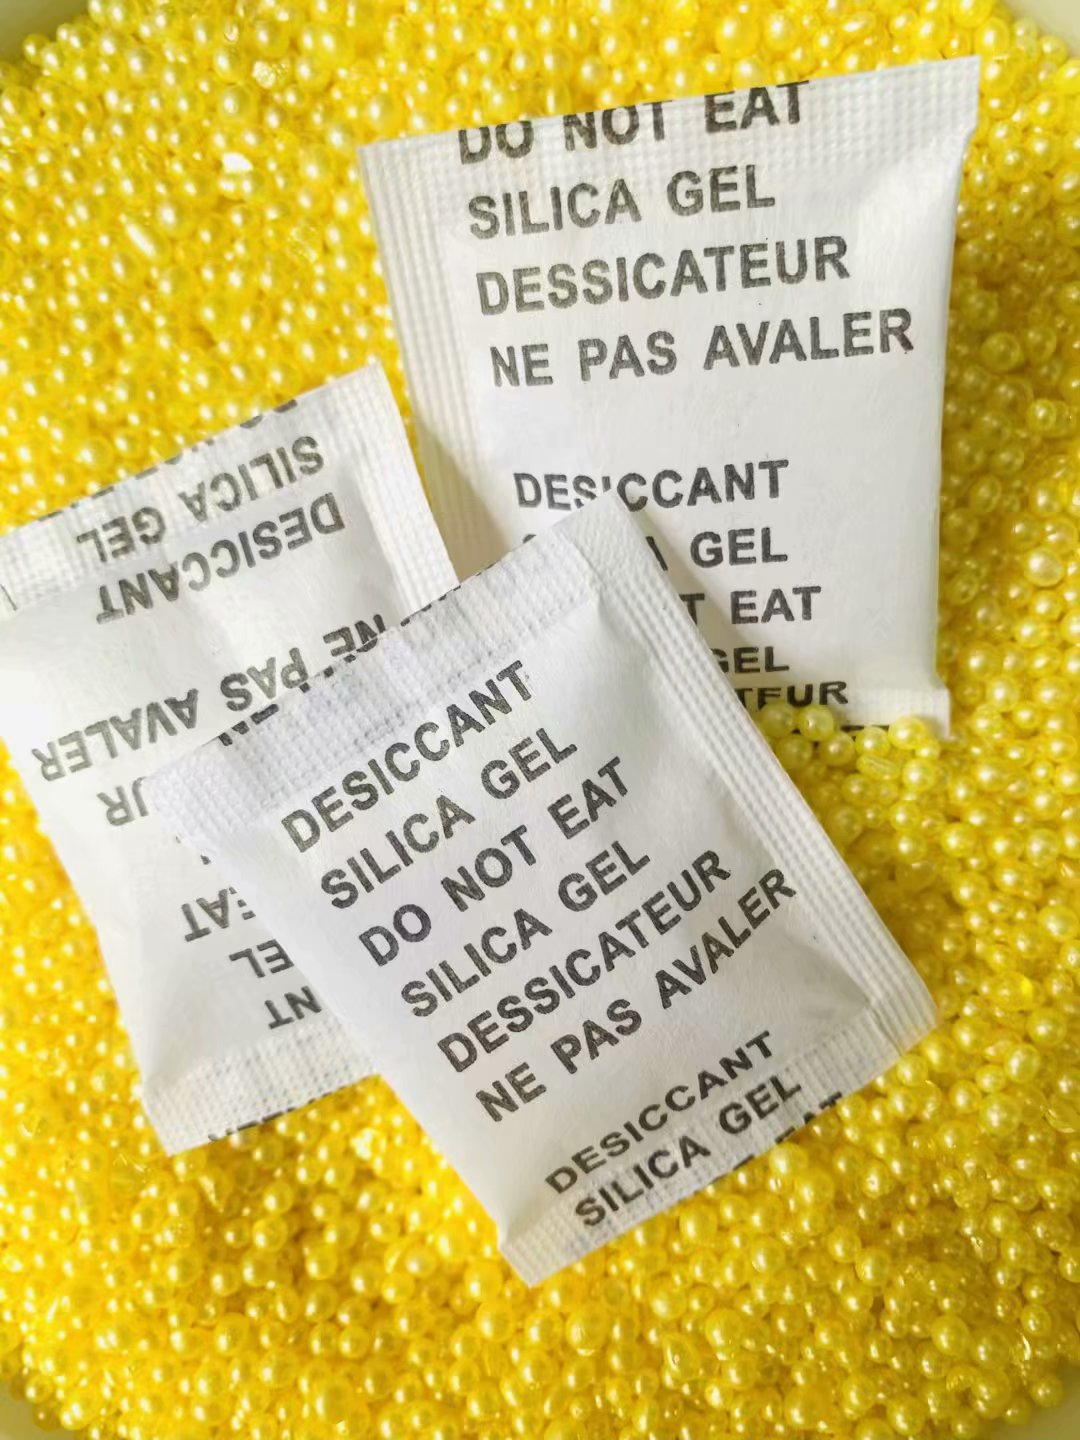 DO NOT EAT
SILICA GEL
DESSICATEUR
NE PAS AVALER
DESICCANT
GEL
EAT
GEL
SILICA GEL
DESICCANT
NE PAS AVALER
DESICCANT
SILICA GEL
DO NOT EAT
SILICA GEL
DESSICATEUR
NE PAS AVALER
DESICCANT
SILICA GEL